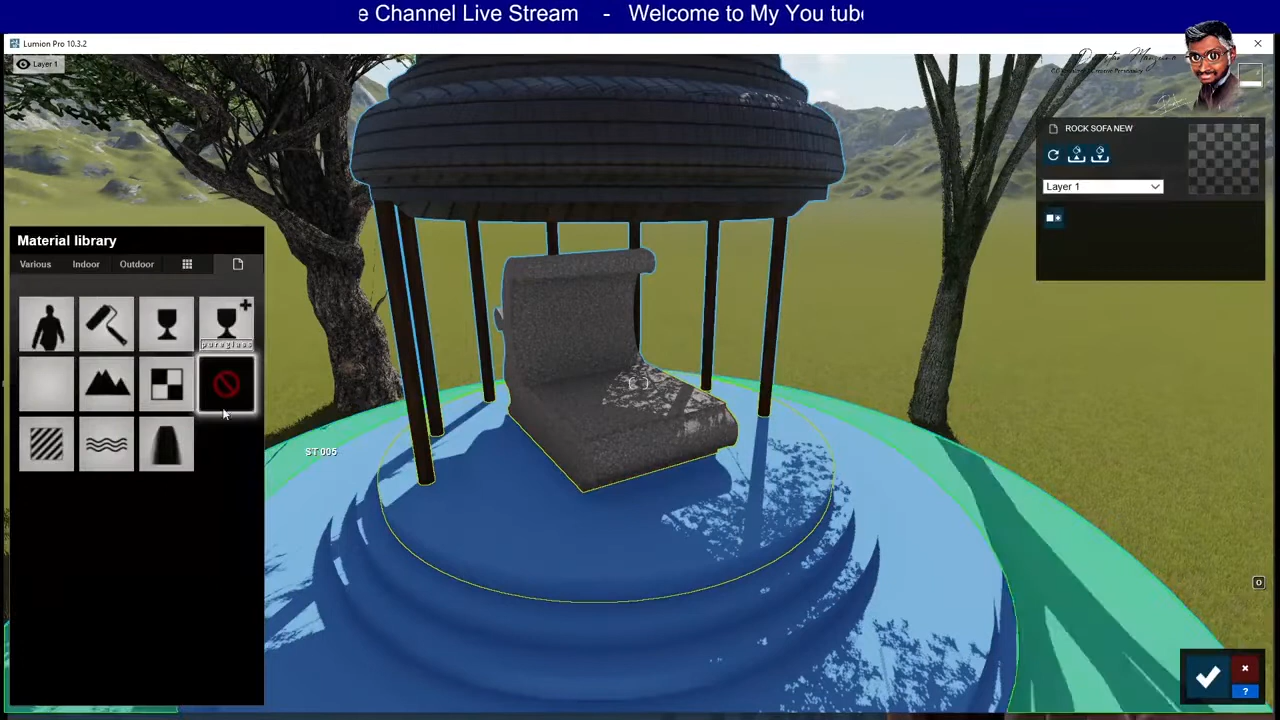 e Channel Live Stream - Welcome to My You tub
Lumion Pro 10.3.2
Layer 1
ROCK SOFA NEW
Layer 1
Material library
Various Indoor Outdoor
pureglass
ST 005
O
?